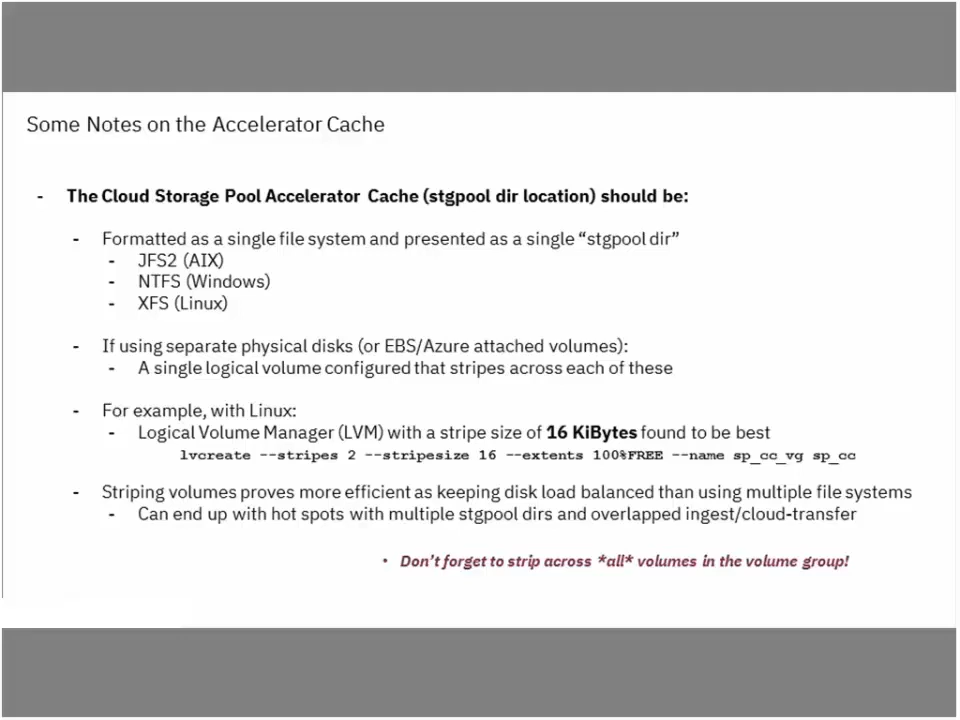 Some Notes on the Accelerator Cache
- The Cloud Storage Pool Accelerator Cache (stgpool dir location) should be:
- Formatted as a single file system and presented as a single “stgpool dir”
- JFS2 (AIX)
- NTFS (Windows)
- XFS (Linux)
- If using separate physical disks (or EBS/Azure attached volumes):
- A single logical volume configured that stripes across each of these
- For example, with Linux:
- Logical Volume Manager (LVM) with a stripe size of 16 KiBytes found to be best
lvcreate --stripes 2 --stripesize 16 --extents 100%FREE --name sp_cc_vg sp_cc
- Striping volumes proves more efficient as keeping disk load balanced than using multiple file systems
- Can end up with hot spots with multiple stgpool dirs and overlapped ingest/cloud-transfer
• Don’t forget to strip across *all* volumes in the volume group!